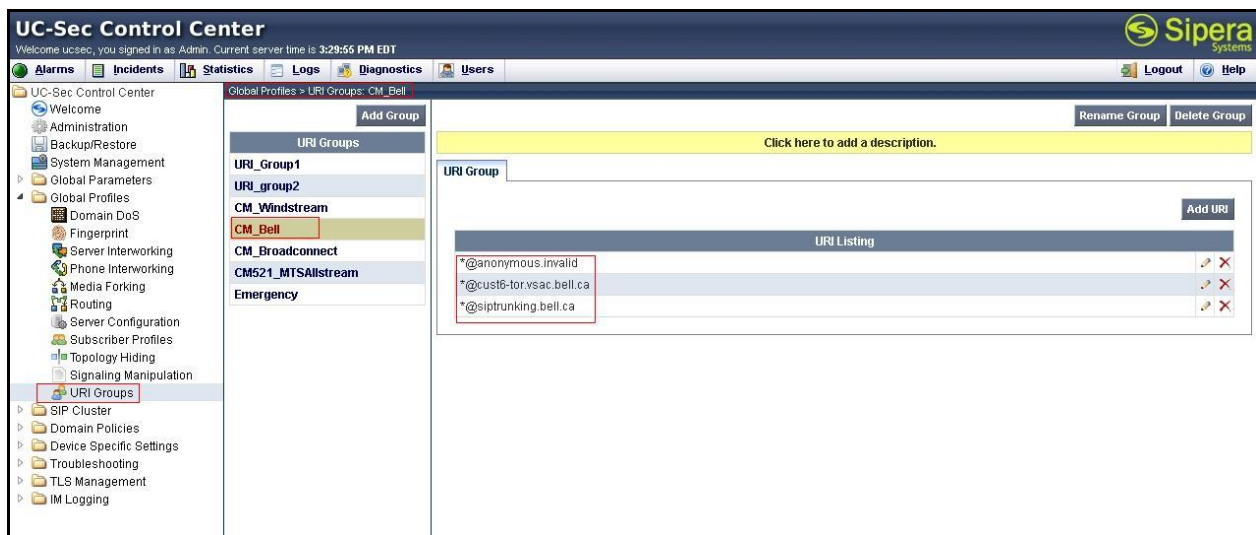 UC-Sec Control Center
Welcome ucsec, you signed in as Admin. Current server time is 3:29:55 PM EDT
Sipera
Systems
Alarms Incidents Statistics Logs Diagnostics Users Logout Help
UC-Sec Control Center
Welcome
Administration
Backup/Restore
System Management
Global Parameters
Global Profiles
Domain DoS
Fingerprint
Server Interworking
Phone Interworking
Media Forking
Routing
Server Configuration
Subscriber Profiles
Topology Hiding
Signaling Manipulation
URI Groups
SIP Cluster
Domain Policies
Device Specific Settings
Troubleshooting
TLS Management
IM Logging
Global Profiles > URI Groups: CM_Bell
Add Group
URI Groups
URI_Group1
URI_group2
CM_Windstream
CM_Bell
CM_Broadconnect
CM521_MTSAllstream
Emergency
Rename Group Delete Group
Click here to add a description.
URI Group
Add URI
URI Listing
*@anonymous.invalid
*@cust6-tor.vsac.bell.ca
*@siptrunking.bell.ca